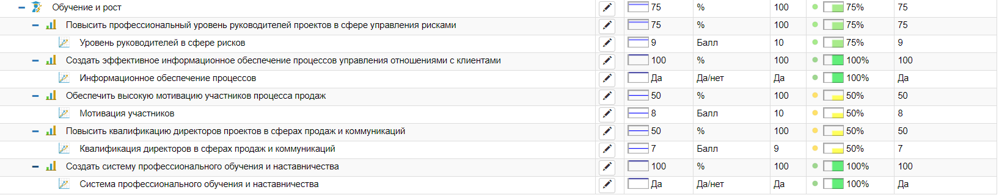 Обучение и рост 75 % 100 75% 75
Повысить профессиональный уровень руководителей проектов в сфере управления рисками 75 % 100 75% 75
Уровень руководителей в сфере рисков 9 Балл 10 75% 9
Создать эффективное информационное обеспечение процессов управления отношениями с клиентами 100 % 100 100% 100
Информационное обеспечение процессов Да Да/нет Да 100% Да
Обеспечить высокую мотивацию участников процесса продаж 50 % 100 50% 50
Мотивация участников 8 Балл 10 50% 8
Повысить квалификацию директоров проектов в сферах продаж и коммуникаций 50 % 100 50% 50
Квалификация директоров в сферах продаж и коммуникаций 7 Балл 9 50% 7
Создать систему профессионального обучения и наставничества 100 % 100 100% 100
Система профессионального обучения и наставничества Да Да/нет Да 100% Да